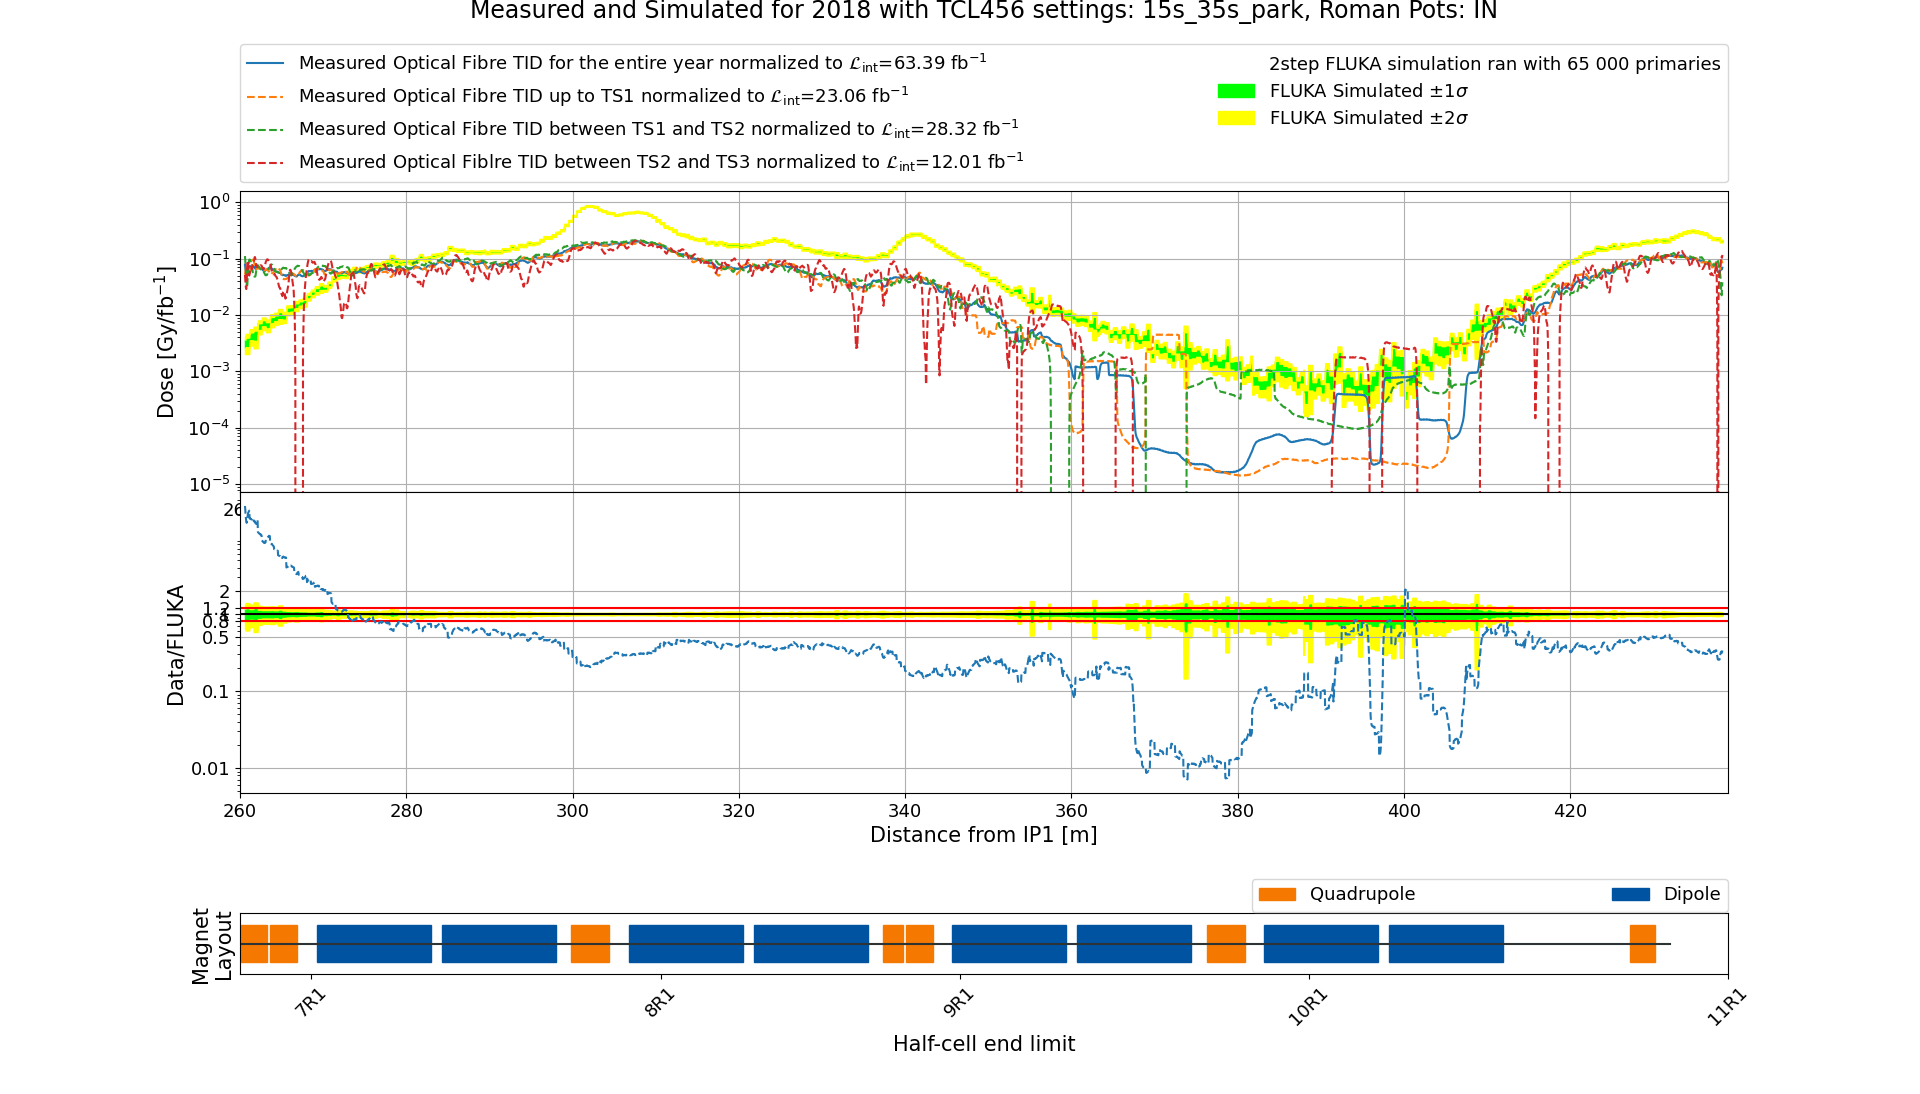 Measured and Simulated for 2018 with TCL456 settings: 15s_35s_park, Roman Pots: IN
Measured Optical Fibre TID for the entire year normalized to ℒint=63.39 fb⁻¹
Measured Optical Fibre TID up to TS1 normalized to ℒint=23.06 fb⁻¹
Measured Optical Fibre TID between TS1 and TS2 normalized to ℒint=28.32 fb⁻¹
Measured Optical Fiblre TID between TS2 and TS3 normalized to ℒint=12.01 fb⁻¹
2step FLUKA simulation ran with 65 000 primaries
FLUKA Simulated ±1σ
FLUKA Simulated ±2σ
Dose [Gy/fb⁻¹]
10⁰
10⁻¹
10⁻²
10⁻³
10⁻⁴
10⁻⁵
26
Data/FLUKA
2
1.2
1
0.8
0.5
0.1
0.01
260 280 300 320 340 360 380 400 420
Distance from IP1 [m]
Quadrupole Dipole
Magnet
Layout
7R1 8R1 9R1 10R1 11R1
Half-cell end limit